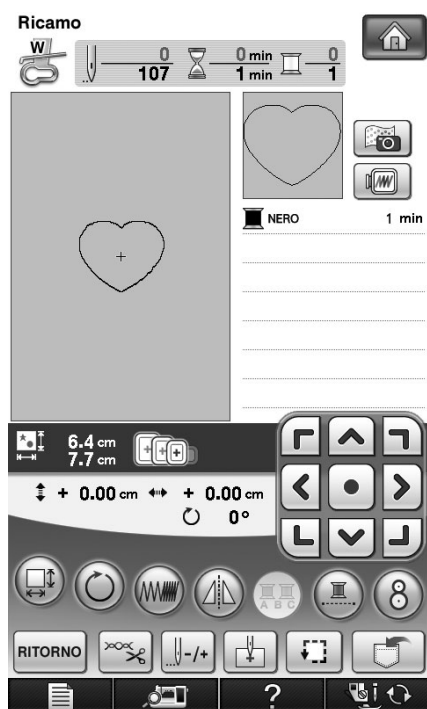 Ricamo
W
0 0 min 0
107 1 min 1
NERO 1 min
6.4 cm
7.7 cm
+ 0.00 cm + 0.00 cm
0°
A B C
8
RITORNO -/+
? i